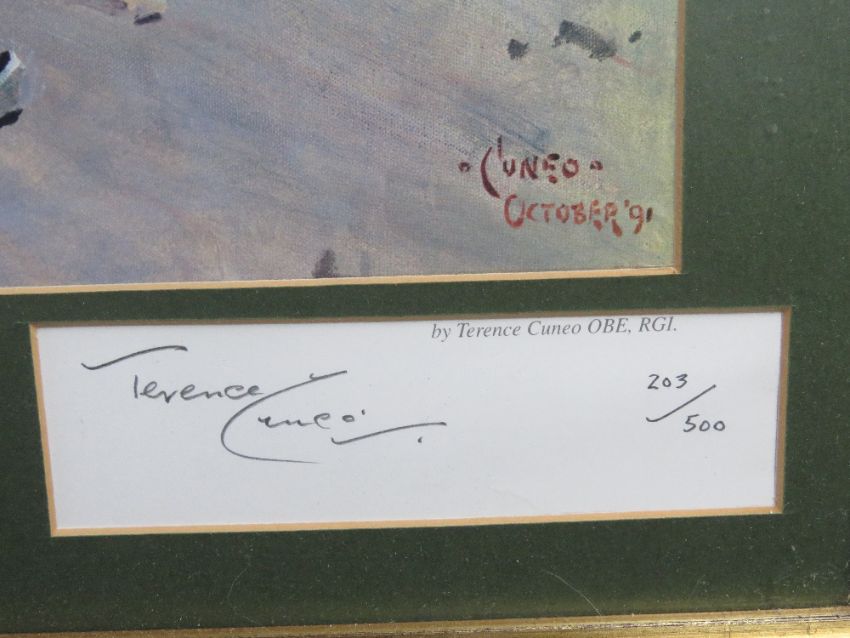 · CUNEO ·
OCTOBER '91
by Terence Cuneo OBE, RGI.
Terence Cuneo.
203/500